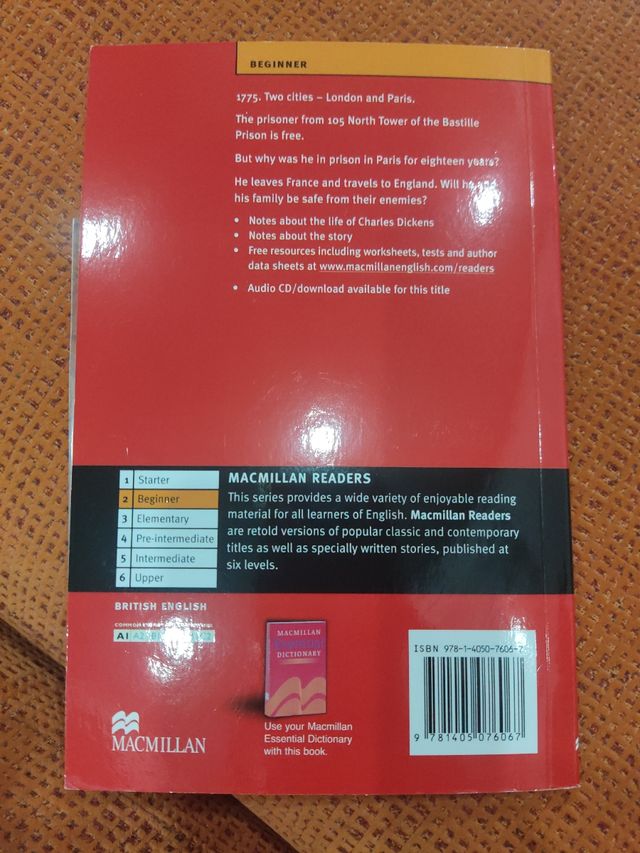 BEGINNER
1775. Two cities – London and Paris.
The prisoner from 105 North Tower of the Bastille
Prison is free.
But why was he in prison in Paris for eighteen years?
He leaves France and travels to England. Will he and
his family be safe from their enemies?
• Notes about the life of Charles Dickens
• Notes about the story
• Free resources including worksheets, tests and author
data sheets at www.macmillanenglish.com/readers
• Audio CD/download available for this title
1 Starter
2 Beginner
3 Elementary
4 Pre-intermediate
5 Intermediate
6 Upper
MACMILLAN READERS
This series provides a wide variety of enjoyable reading
material for all learners of English. Macmillan Readers
are retold versions of popular classic and contemporary
titles as well as specially written stories, published at
six levels.
BRITISH ENGLISH
A1 A2 B1 C2
MACMILLAN
DICTIONARY
Use your Macmillan
Essential Dictionary
with this book.
MACMILLAN
ISBN 978-1-4050-7606-7
9 781405 076067